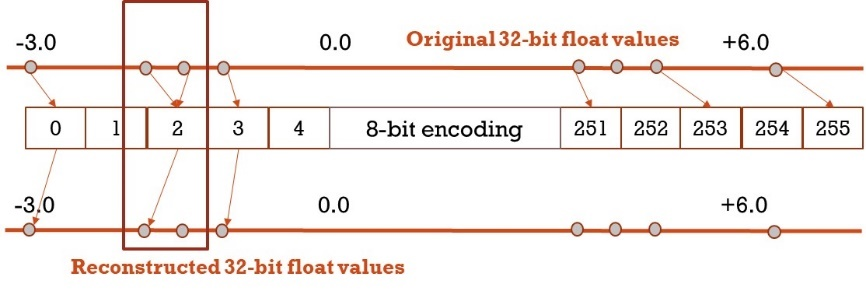 -3.0 0.0 Original 32-bit float values +6.0
0 1 2 3 4 8-bit encoding 251 252 253 254 255
-3.0 0.0 +6.0
Reconstructed 32-bit float values